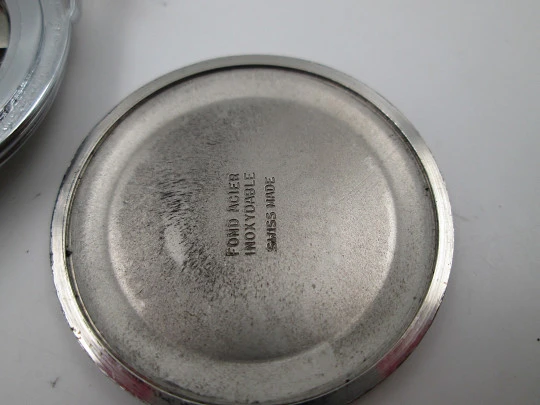 FOND ACIER
INOXYDABLE
SWISS MADE